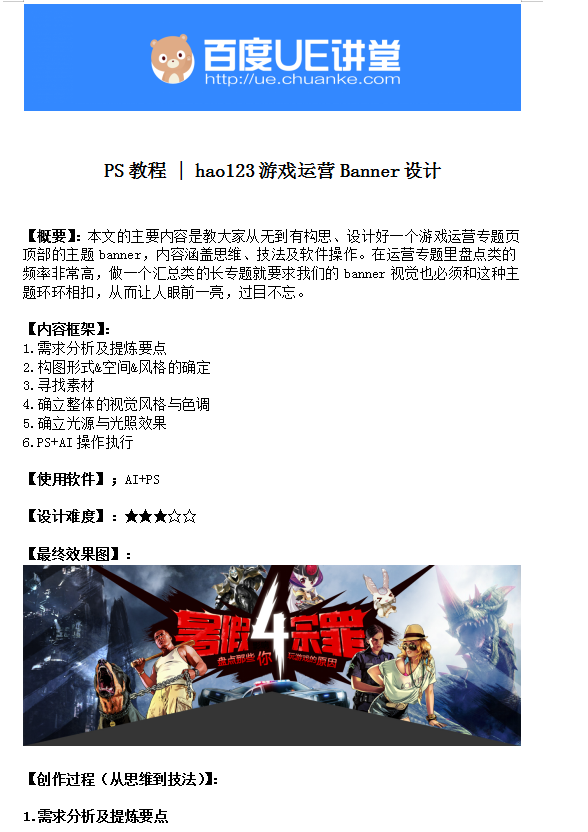 百度UE讲堂
http://ue.chuanke.com
PS 教程 | hao123 游戏运营 Banner 设计
【概要】：本文的主要内容是教大家从无到有构思、设计好一个游戏运营专题页
顶部的主题 banner，内容涵盖思维、技法及软件操作。在运营专题里盘点类的
频率非常高，做一个汇总类的长专题就要求我们的 banner 视觉也必须和这种主
题环环相扣，从而让人眼前一亮，过目不忘。
【内容框架】：
1.需求分析及提炼要点
2.构图形式&空间&风格的确定
3.寻找素材
4.确立整体的视觉风格与色调
5.确立光源与光照效果
6.PS+AI 操作执行
【使用软件】；AI+PS
【设计难度】：★★★☆☆
【最终效果图】：
暑假4宗罪
盘点那些你玩游戏的原因
【创作过程（从思维到技法）】：
1.需求分析及提炼要点